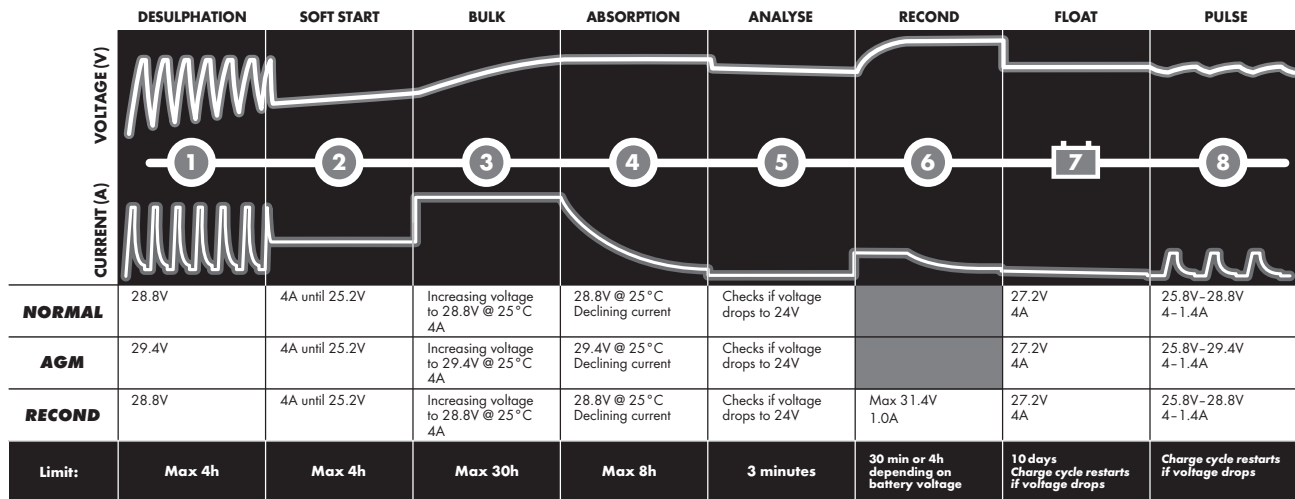 DESULPHATION SOFT START BULK ABSORPTION ANALYSE RECOND FLOAT PULSE
VOLTAGE (V)
1 2 3 4 5 6 7 8
CURRENT (A)
NORMAL
28.8V
4A until 25.2V
Increasing voltage
to 28.8V @ 25°C
4A
28.8V @ 25°C
Declining current
Checks if voltage
drops to 24V
27.2V
4A
25.8V–28.8V
4–1.4A
AGM
29.4V
4A until 25.2V
Increasing voltage
to 29.4V @ 25°C
4A
29.4V @ 25°C
Declining current
Checks if voltage
drops to 24V
27.2V
4A
25.8V–29.4V
4–1.4A
RECOND
28.8V
4A until 25.2V
Increasing voltage
to 28.8V @ 25°C
4A
28.8V @ 25°C
Declining current
Checks if voltage
drops to 24V
Max 31.4V
1.0A
27.2V
4A
25.8V–28.8V
4–1.4A
Limit:
Max 4h
Max 4h
Max 30h
Max 8h
3 minutes
30 min or 4h
depending on
battery voltage
10 days
Charge cycle restarts
if voltage drops
Charge cycle restarts
if voltage drops